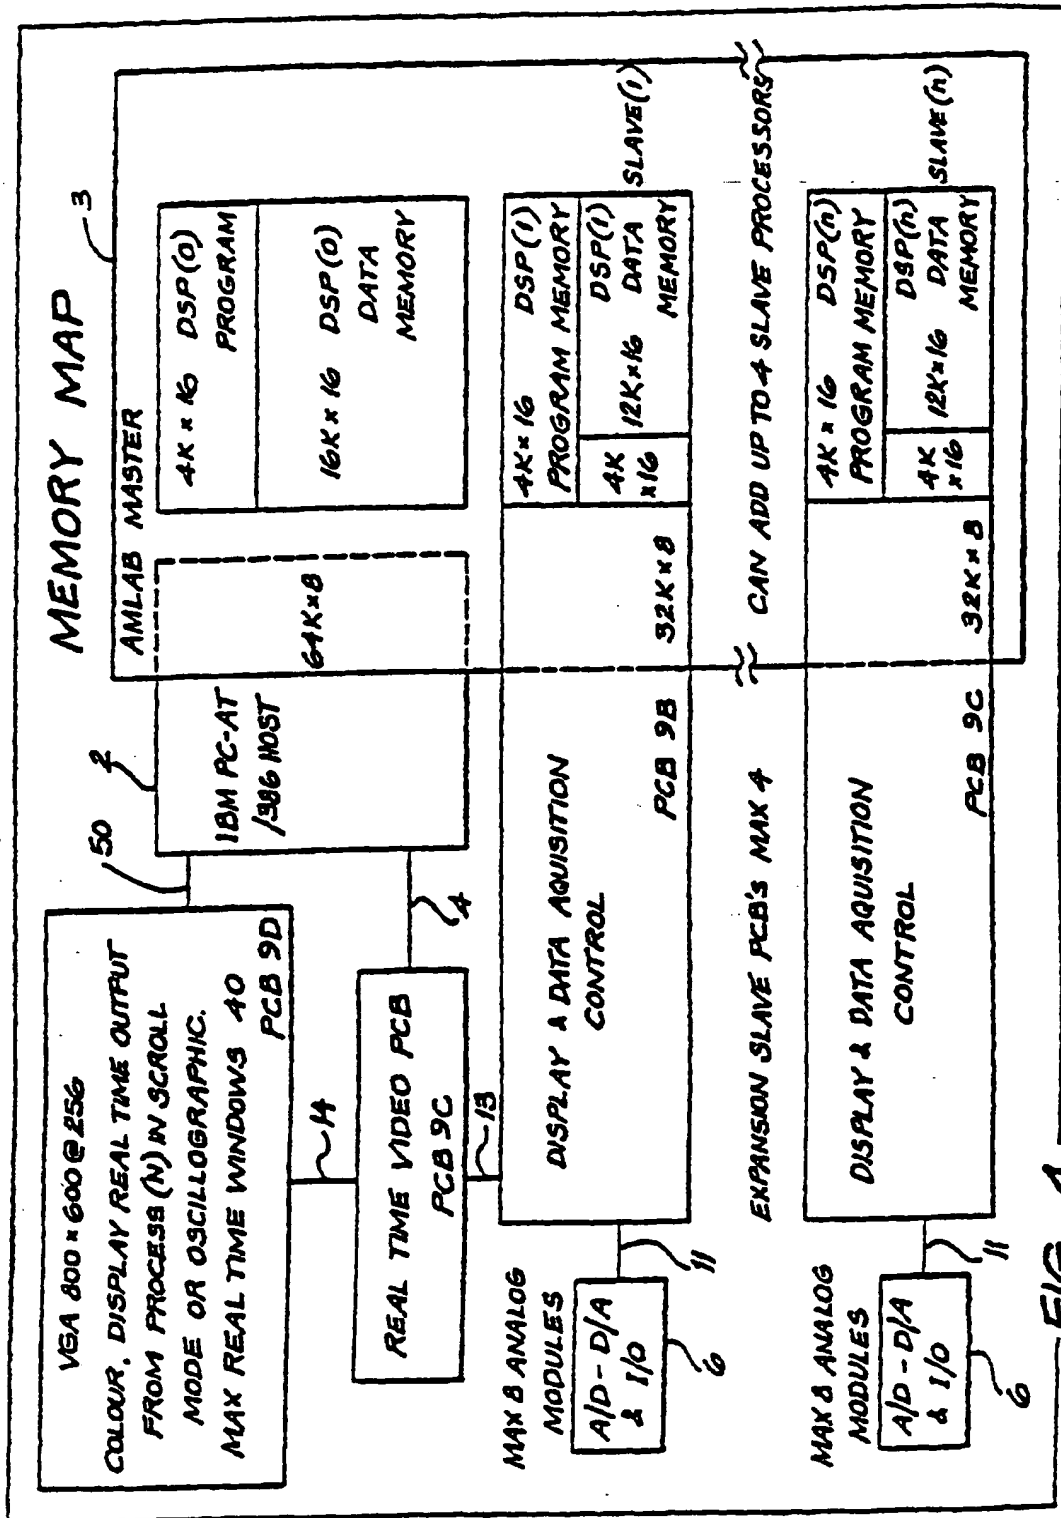 MEMORY MAP
3
AMLAB MASTER
2
50
VGA 800 × 600 @ 256
COLOUR. DISPLAY REAL TIME OUTPUT
FROM PROCESS (N) IN SCROLL
MODE OR OSCILLOGRAPHIC.
MAX REAL TIME WINDOWS 40
PCB 9D
IBM PC-AT
/386 HOST
64K×8
4K × 16 DSP(0)
PROGRAM
16K × 16 DSP(0)
DATA
MEMORY
14
4
REAL TIME VIDEO PCB
PCB 9C
13
MAX 8 ANALOG
MODULES
A/D - D/A
& I/O
6
11
DISPLAY & DATA AQUISITION
CONTROL
PCB 9B
32K×8
4K×16 DSP(1)
PROGRAM MEMORY
4K
×16
12K×16
DSP(1)
DATA
MEMORY
SLAVE(1)
EXPANSION SLAVE PCB'S MAX 4
CAN ADD UP TO 4 SLAVE PROCESSORS
MAX 8 ANALOG
MODULES
A/D - D/A
& I/O
6
11
DISPLAY & DATA AQUISITION
CONTROL
PCB 9C
32K×8
4K × 16 DSP(n)
PROGRAM MEMORY
4K
×16
12K×16
DSP(n)
DATA
MEMORY
SLAVE(n)